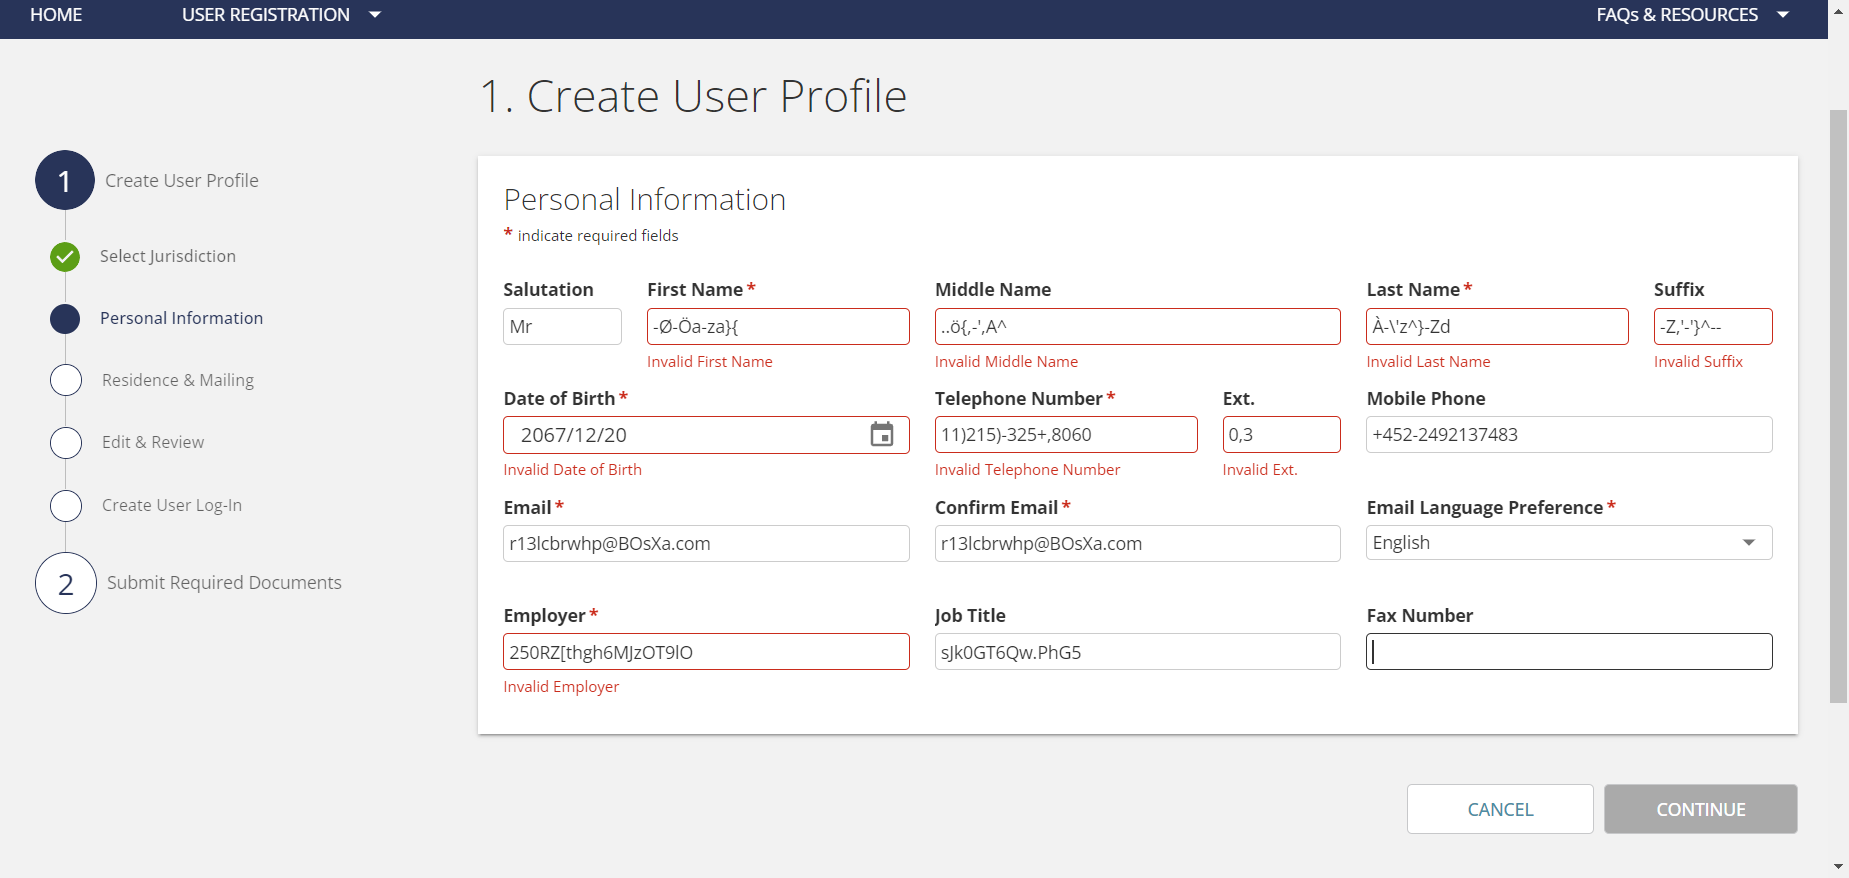 HOME USER REGISTRATION FAQs & RESOURCES
1. Create User Profile
1 Create User Profile
Select Jurisdiction
Personal Information
Residence & Mailing
Edit & Review
Create User Log-In
2 Submit Required Documents
Personal Information
* indicate required fields
Salutation First Name * Middle Name Last Name * Suffix
Mr -Ø-Öa-za}{ ..ö{,-',A^ À-\'z^}-Zd -Z,'-'}^--
Invalid First Name Invalid Middle Name Invalid Last Name Invalid Suffix
Date of Birth * Telephone Number * Ext. Mobile Phone
2067/12/20 11)215)-325+,8060 0,3 +452-2492137483
Invalid Date of Birth Invalid Telephone Number Invalid Ext.
Email * Confirm Email * Email Language Preference *
r13lcbrwhp@BOsXa.com r13lcbrwhp@BOsXa.com English
Employer * Job Title Fax Number
250RZ[thgh6MJzOT9lO sJk0GT6Qw.PhG5
Invalid Employer
CANCEL CONTINUE